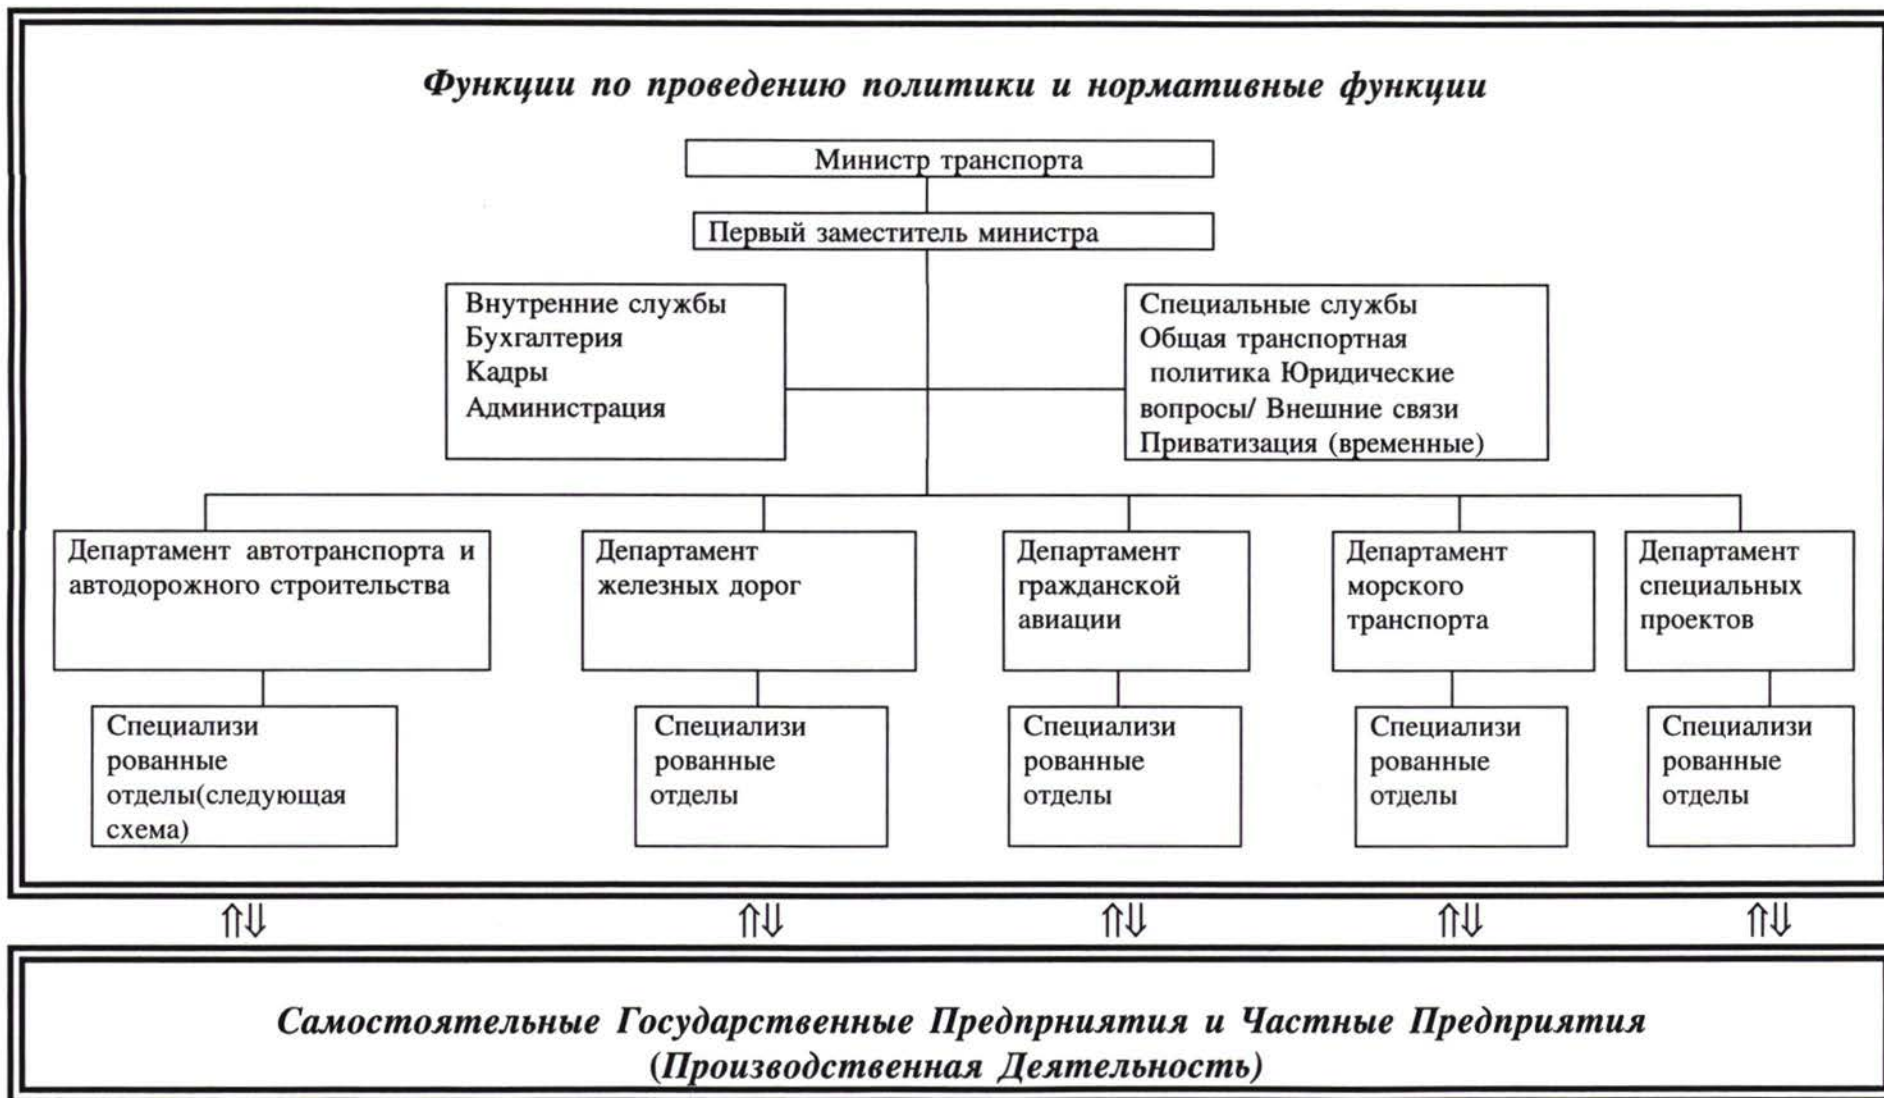 Функции по проведению политики и нормативные функции
Министр транспорта
Первый заместитель министра
Внутренние службы
Бухгалтерия
Кадры
Администрация
Специальные службы
Общая транспортная
политика Юридические
вопросы/ Внешние связи
Приватизация (временные)
Департамент автотранспорта и
автодорожного строительства
Департамент
железных дорог
Департамент
гражданской
авиации
Департамент
морского
транспорта
Департамент
специальных
проектов
Специализи
рованные
отделы(следующая
схема)
Специализи
рованные
отделы
Специализи
рованные
отделы
Специализи
рованные
отделы
Специализи
рованные
отделы
⇑⇓ ⇑⇓ ⇑⇓ ⇑⇓ ⇑⇓
Самостоятельные Государственные Предпрниятия и Частные Предприятия
(Производственная Деятельность)